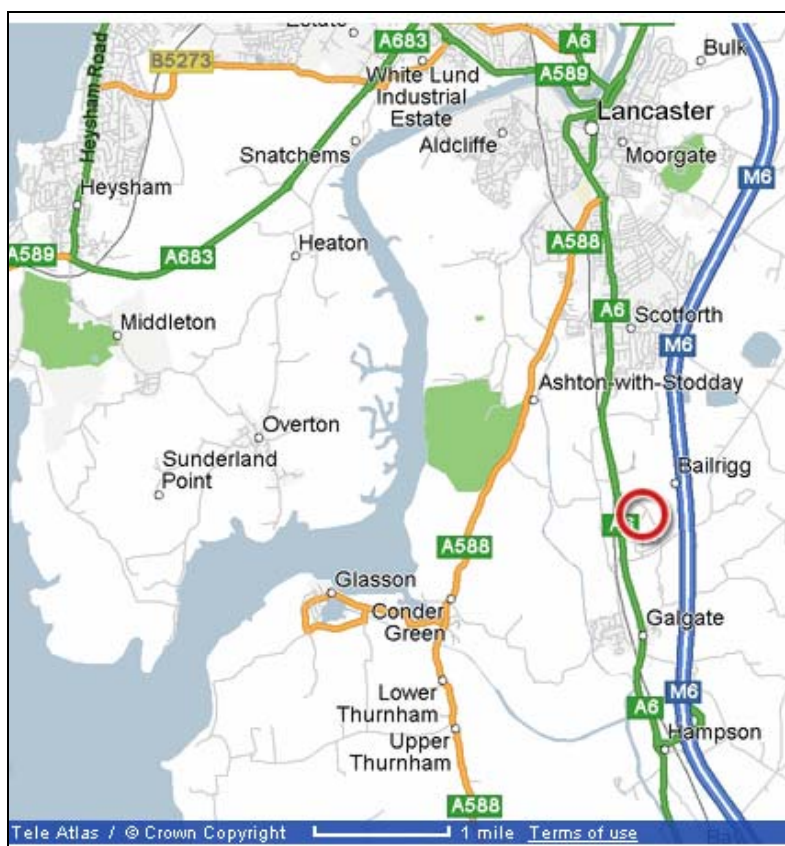 Estate
A683
A6
Bulk
B5273
White Lund
Industrial
Estate
A589
Heysham Road
Lancaster
Snatchems
Aldcliffe
Moorgate
M6
Heysham
A589
A683
Heaton
A588
A6
Scotforth
Middleton
M6
Ashton-with-Stodday
Overton
Sunderland
Point
Bailrigg
A6
A588
Glasson
Conder
Green
Galgate
Lower
Thurnham
M6
A6
Upper
Thurnham
Hampson
A588
Tele Atlas / © Crown Copyright 1 mile Terms of use